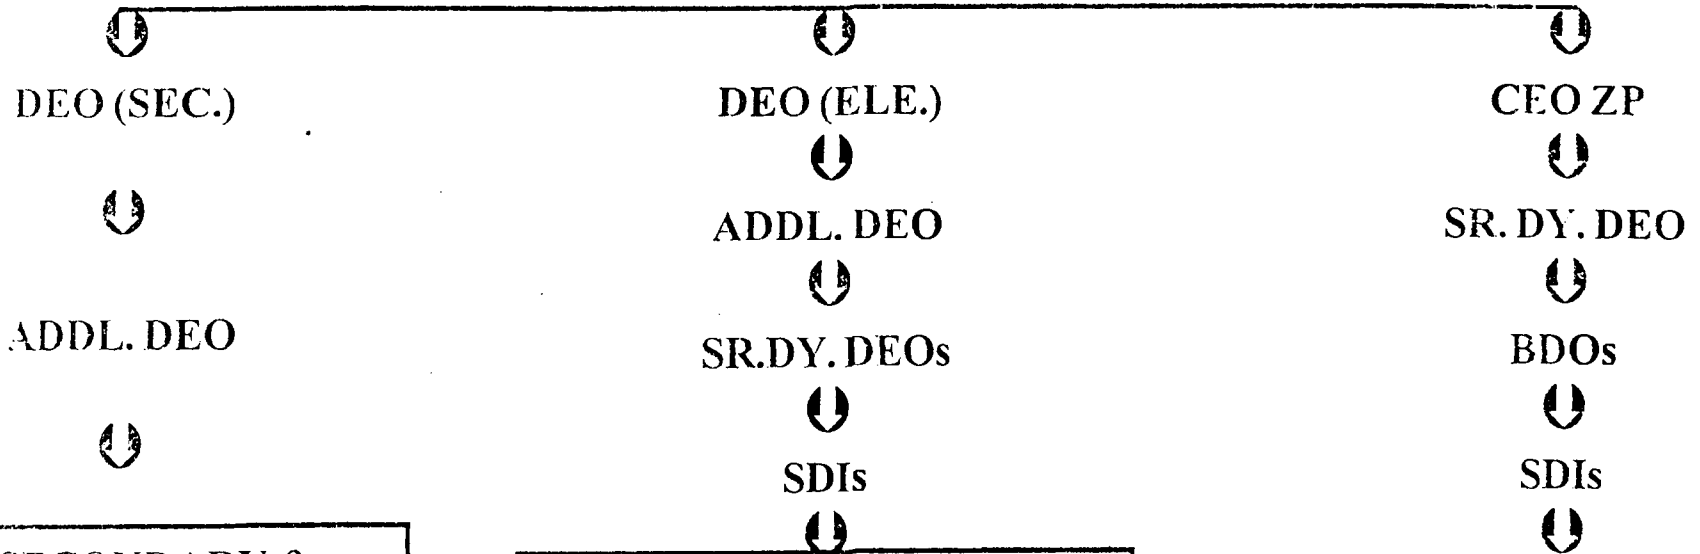 DEO (SEC.)
DEO (ELE.)
CEO ZP
ADDL. DEO
SR. DY. DEO
ADDL. DEO
SR.DY. DEOs
BDOs
SDIs
SDIs